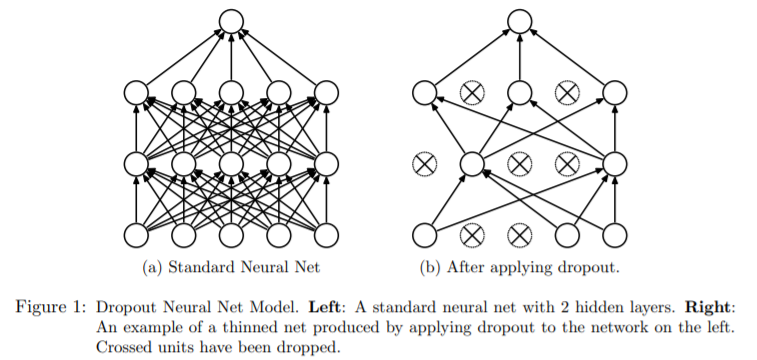 (a) Standard Neural Net
(b) After applying dropout.
Figure 1: Dropout Neural Net Model. Left: A standard neural net with 2 hidden layers. Right:
An example of a thinned net produced by applying dropout to the network on the left.
Crossed units have been dropped.